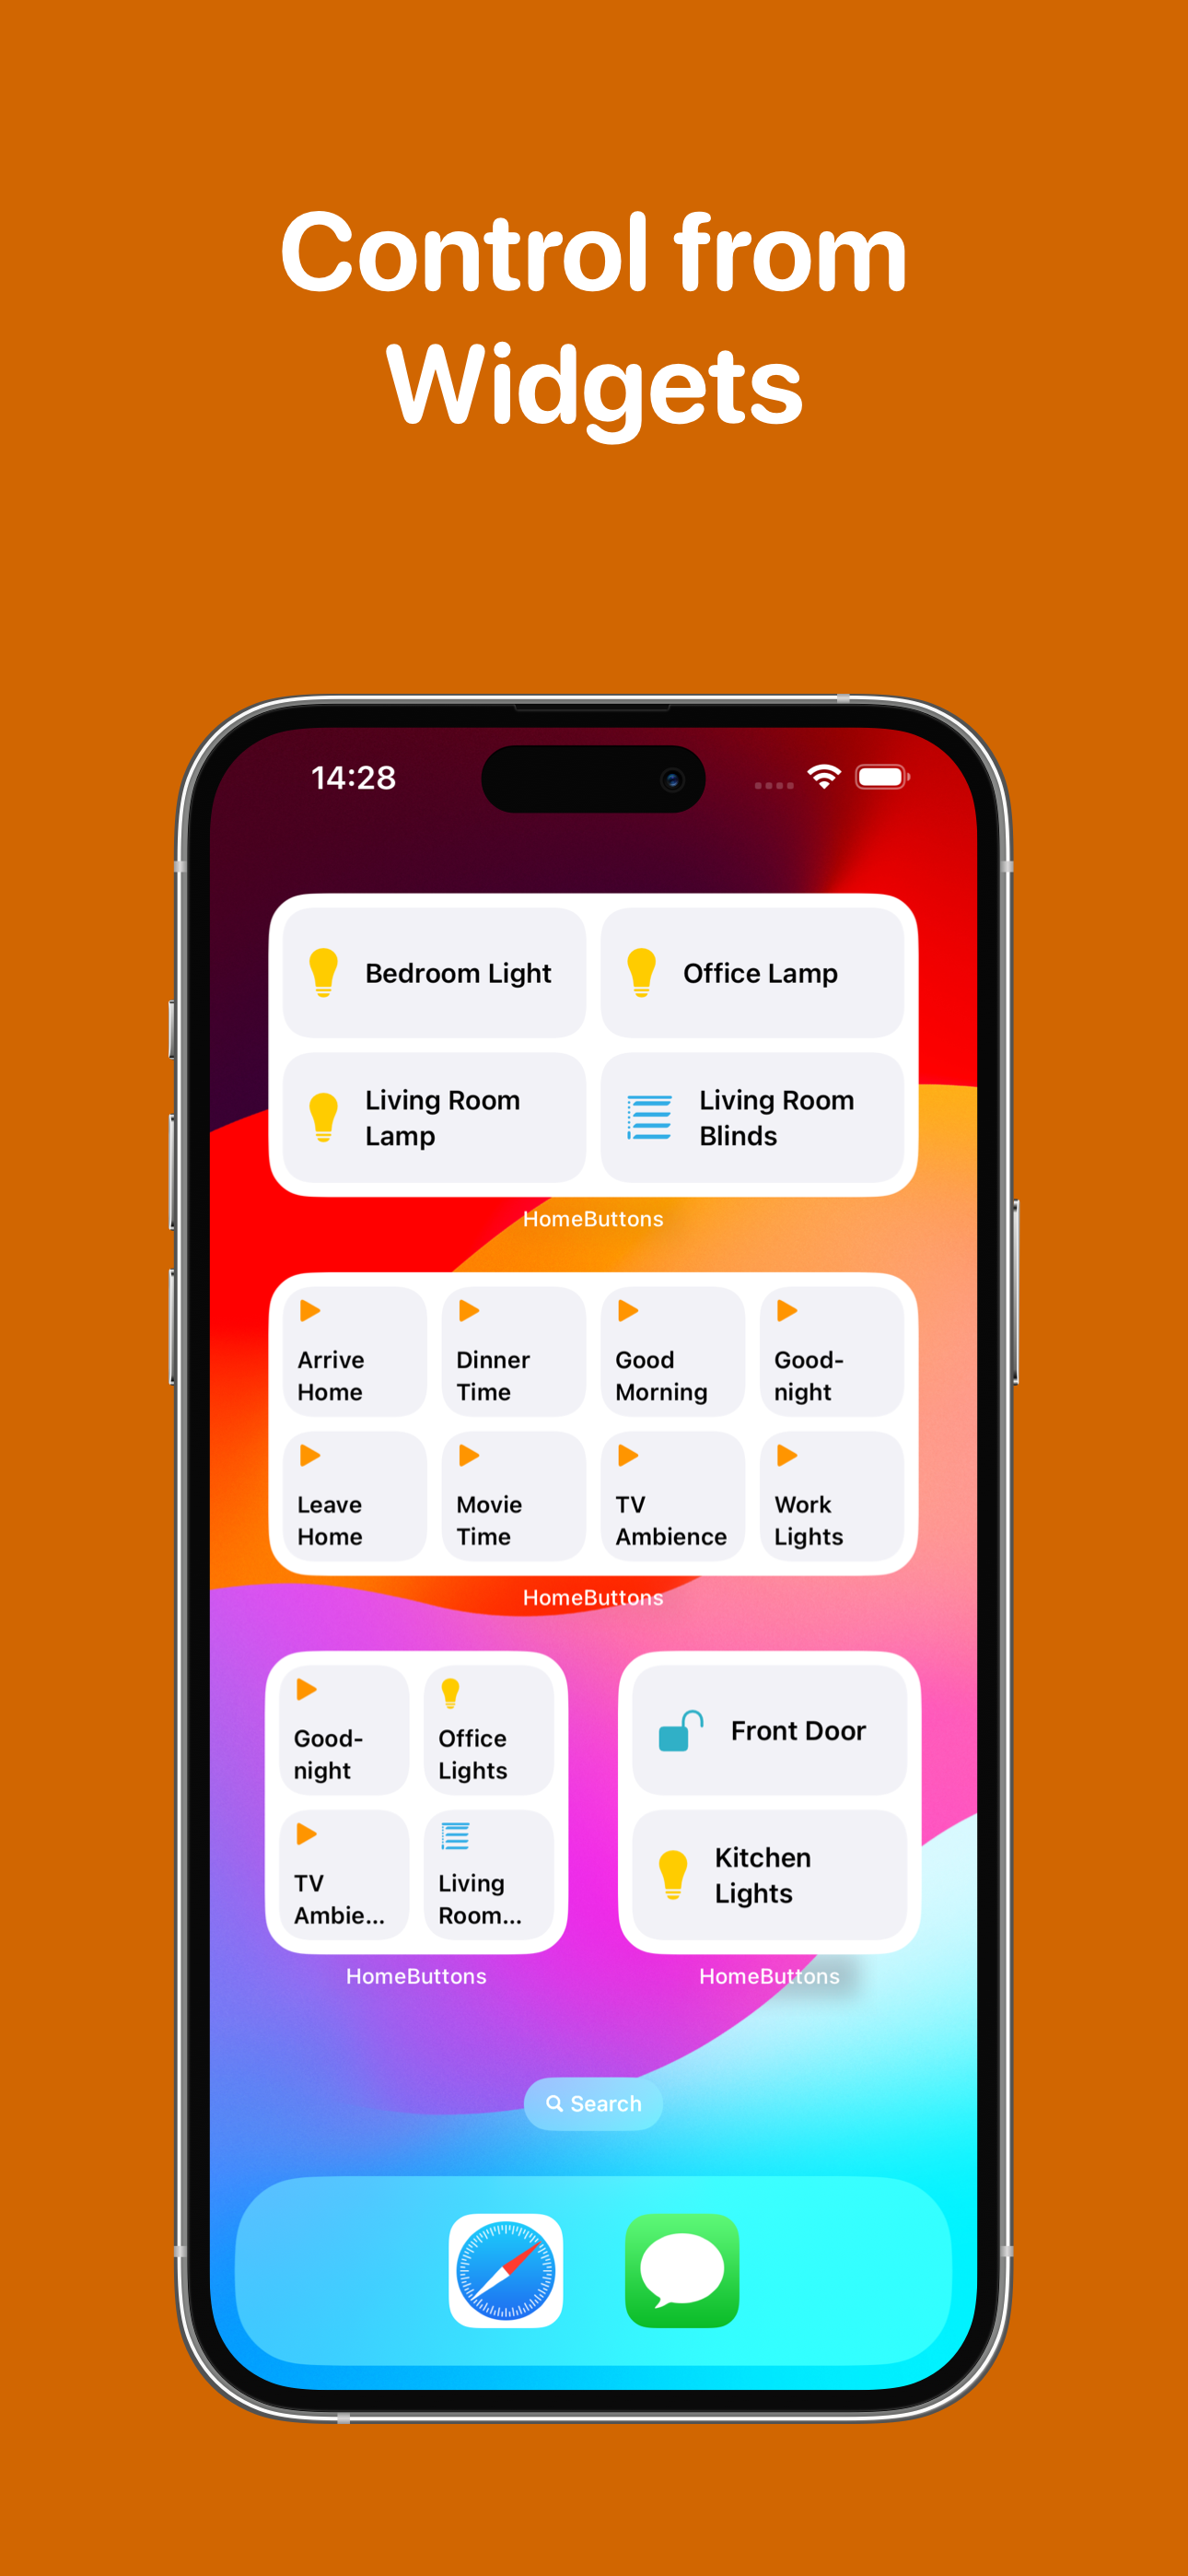 Control from
Widgets
14:28
Bedroom Light
Office Lamp
Living Room
Lamp
Living Room
Blinds
HomeButtons
Arrive
Home
Dinner
Time
Good
Morning
Good-
night
Leave
Home
Movie
Time
TV
Ambience
Work
Lights
HomeButtons
Good-
night
Office
Lights
TV
Ambie...
Living
Room...
HomeButtons
Front Door
Kitchen
Lights
HomeButtons
Search